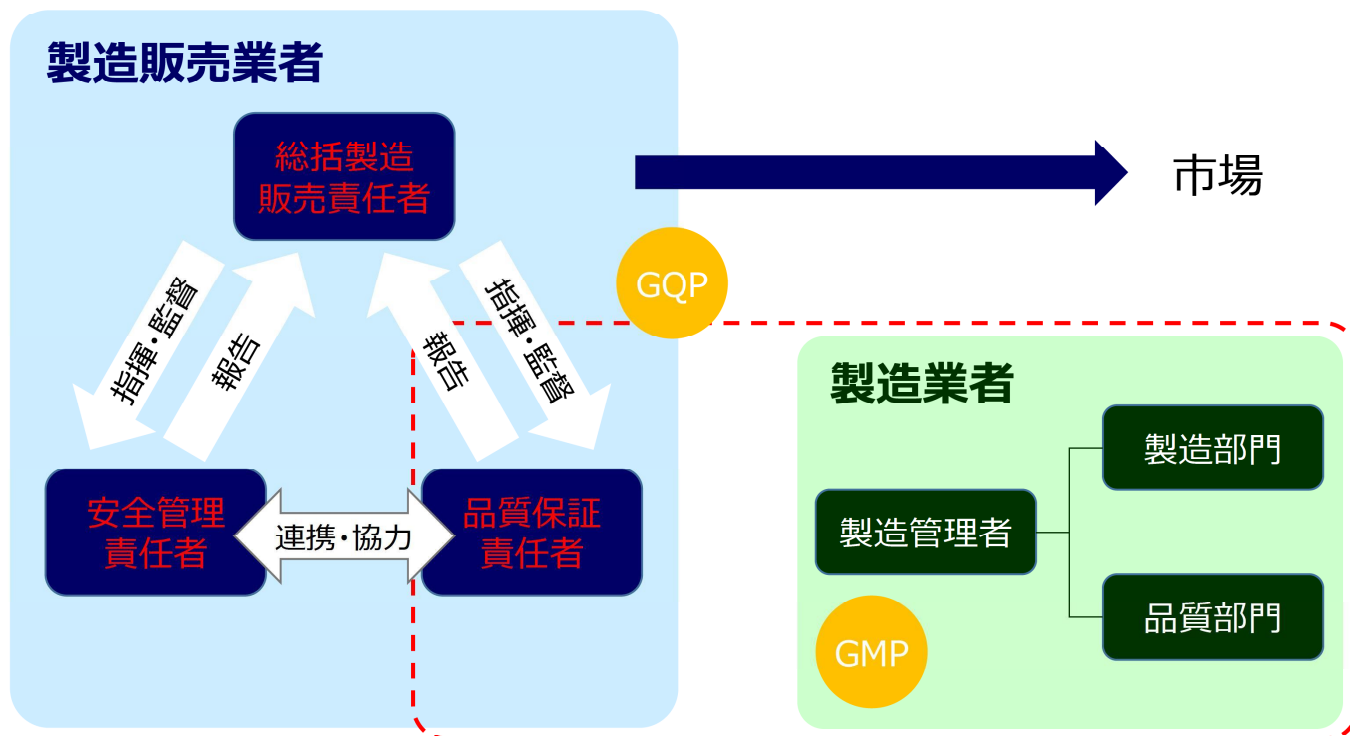 製造販売業者
総括製造
販売責任者
市場
GQP
指揮・監督
報告
報告
指揮・監督
安全管理
責任者
連携・協力
品質保証
責任者
製造業者
製造部門
製造管理者
品質部門
GMP